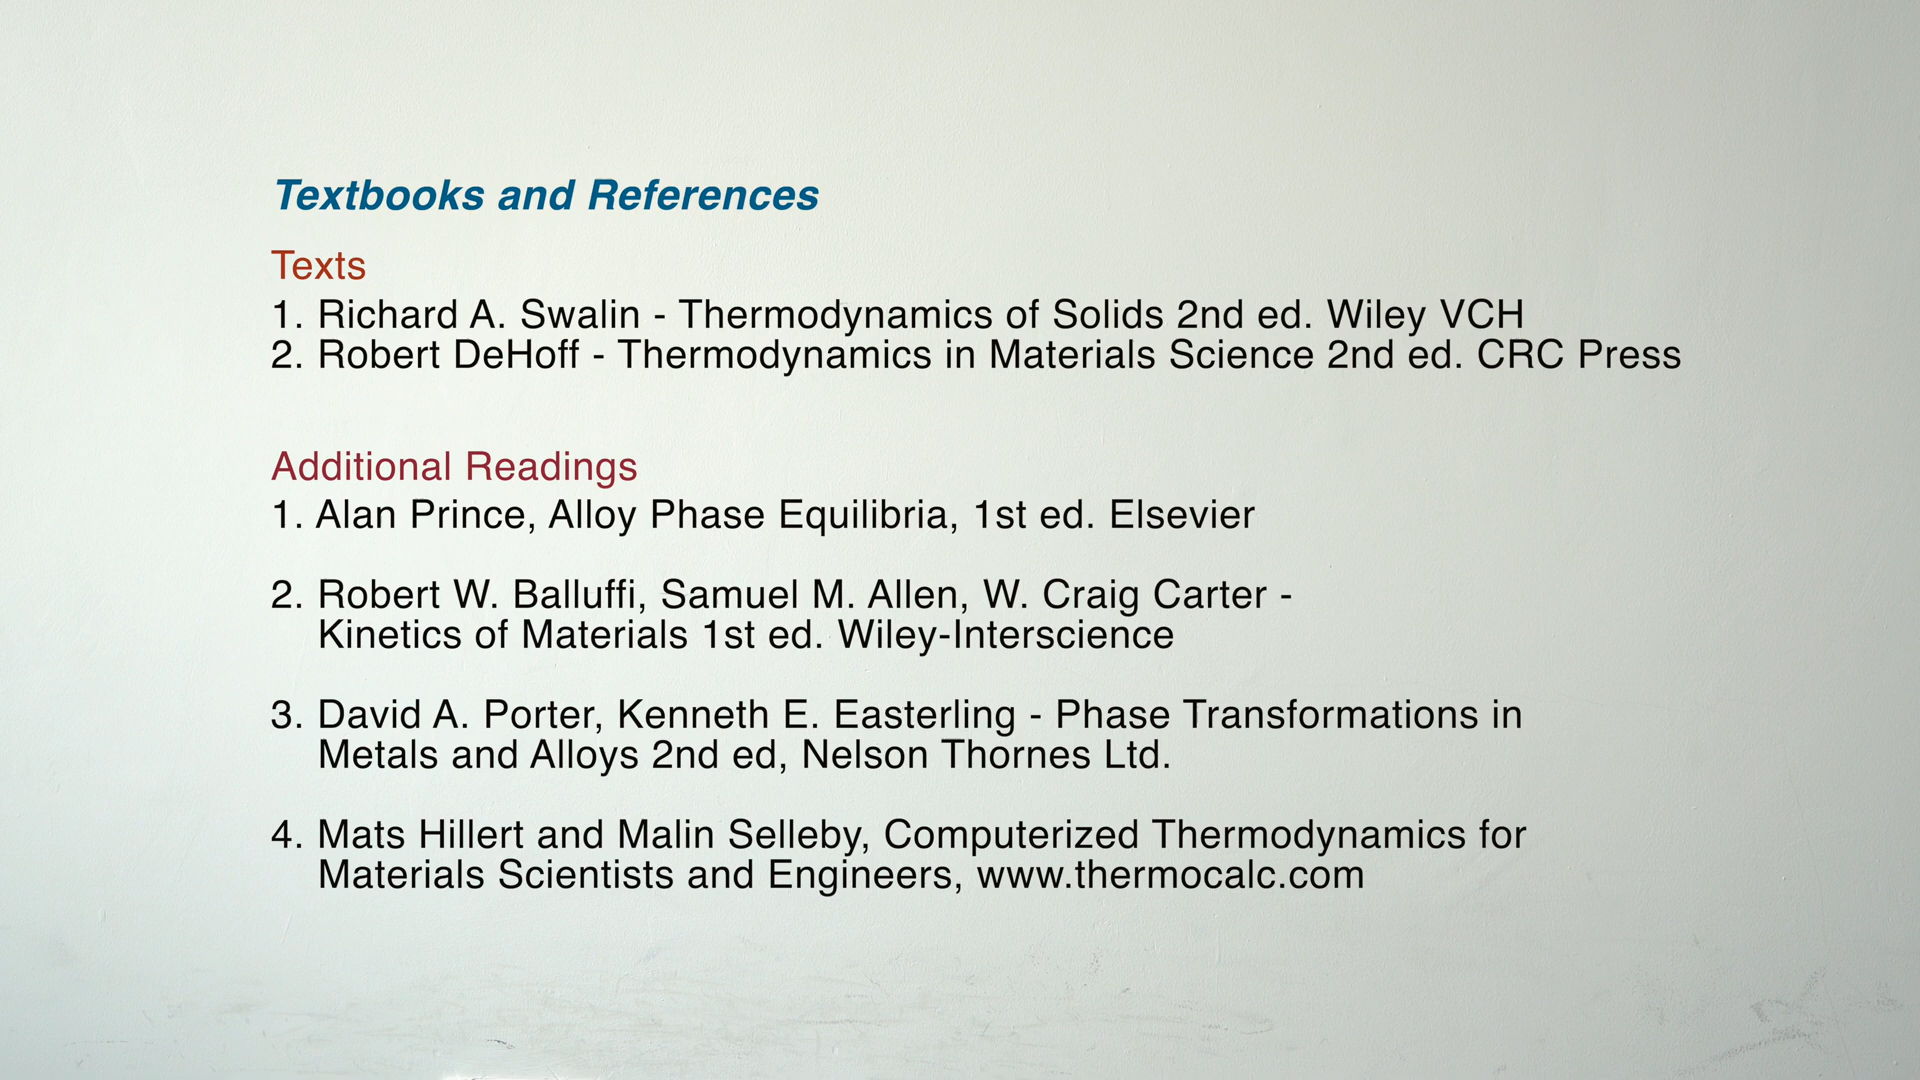 Textbooks and References
Texts
1. Richard A. Swalin - Thermodynamics of Solids 2nd ed. Wiley VCH
2. Robert DeHoff - Thermodynamics in Materials Science 2nd ed. CRC Press
Additional Readings
1. Alan Prince, Alloy Phase Equilibria, 1st ed. Elsevier
2. Robert W. Balluffi, Samuel M. Allen, W. Craig Carter -
Kinetics of Materials 1st ed. Wiley-Interscience
3. David A. Porter, Kenneth E. Easterling - Phase Transformations in
Metals and Alloys 2nd ed, Nelson Thornes Ltd.
4. Mats Hillert and Malin Selleby, Computerized Thermodynamics for
Materials Scientists and Engineers, www.thermocalc.com